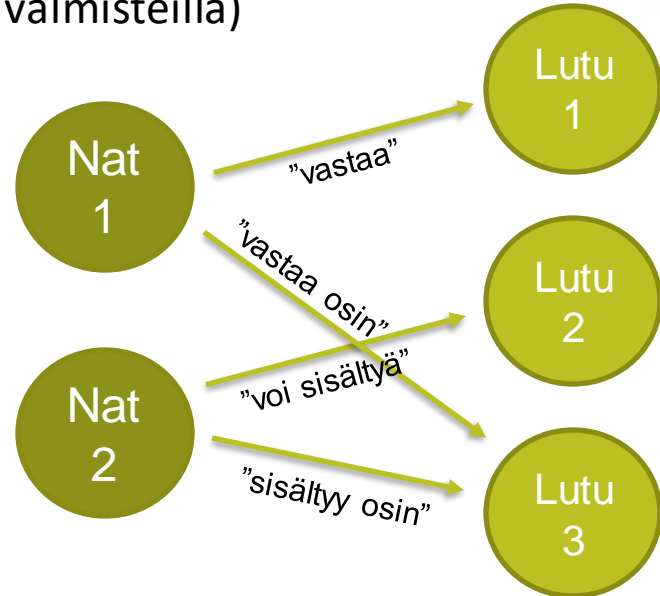 valmisteilla)
Lutu
1
Nat
1
"vastaa"
"vastaa osin"
Lutu
2
"voi sisältyä"
Nat
2
"sisältyy osin"
Lutu
3